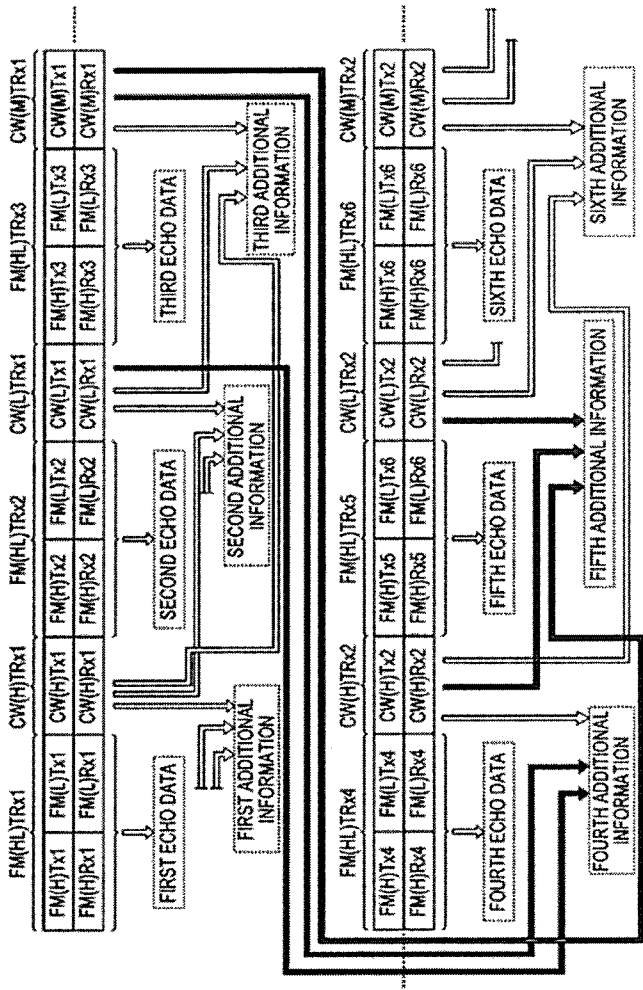 FM(HL)TRx1 CW(H)TRx1 FM(HL)TRx2 CW(L)TRx1 FM(HL)TRx3 CW(M)TRx1
FM(H)Tx1 FM(L)Tx1 CW(H)Tx1 FM(H)Tx2 FM(L)Tx2 CW(L)Tx1 FM(H)Tx3 FM(L)Tx3 CW(M)Tx1
FM(H)Rx1 FM(L)Rx1 CW(H)Rx1 FM(H)Rx2 FM(L)Rx2 CW(L)Rx1 FM(H)Rx3 FM(L)Rx3 CW(M)Rx1
FIRST ECHO DATA
SECOND ECHO DATA
THIRD ECHO DATA
FIRST ADDITIONAL
INFORMATION
SECOND ADDITIONAL
INFORMATION
THIRD ADDITIONAL
INFORMATION
FM(HL)TRx4 CW(H)TRx2 FM(HL)TRx5 CW(L)TRx2 FM(HL)TRx6 CW(M)TRx2
FM(H)Tx4 FM(L)Tx4 CW(H)Tx2 FM(H)Tx5 FM(L)Tx6 CW(L)Tx2 FM(H)Tx6 FM(L)Tx6 CW(M)Tx2
FM(H)Rx4 FM(L)Rx4 CW(H)Rx2 FM(H)Rx5 FM(L)Rx6 CW(L)Rx2 FM(H)Rx6 FM(L)Rx6 CW(M)Rx2
FOURTH ECHO DATA
FIFTH ECHO DATA
SIXTH ECHO DATA
FOURTH ADDITIONAL
INFORMATION
FIFTH ADDITIONAL INFORMATION
SIXTH ADDITIONAL
INFORMATION